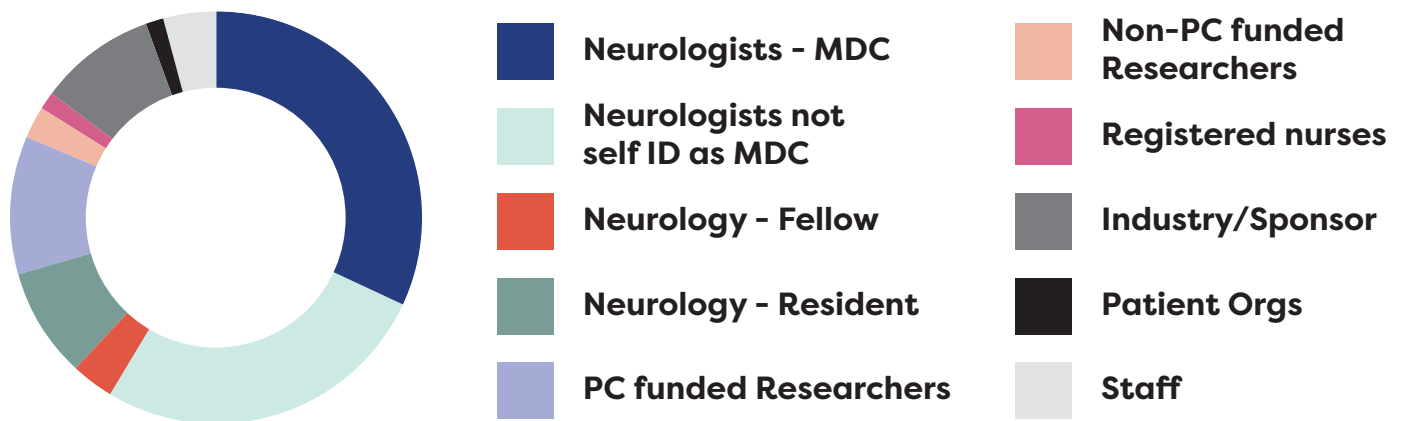 Neurologists - MDC
Neurologists not
self ID as MDC
Neurology - Fellow
Neurology - Resident
PC funded Researchers
Non-PC funded
Researchers
Registered nurses
Industry/Sponsor
Patient Orgs
Staff